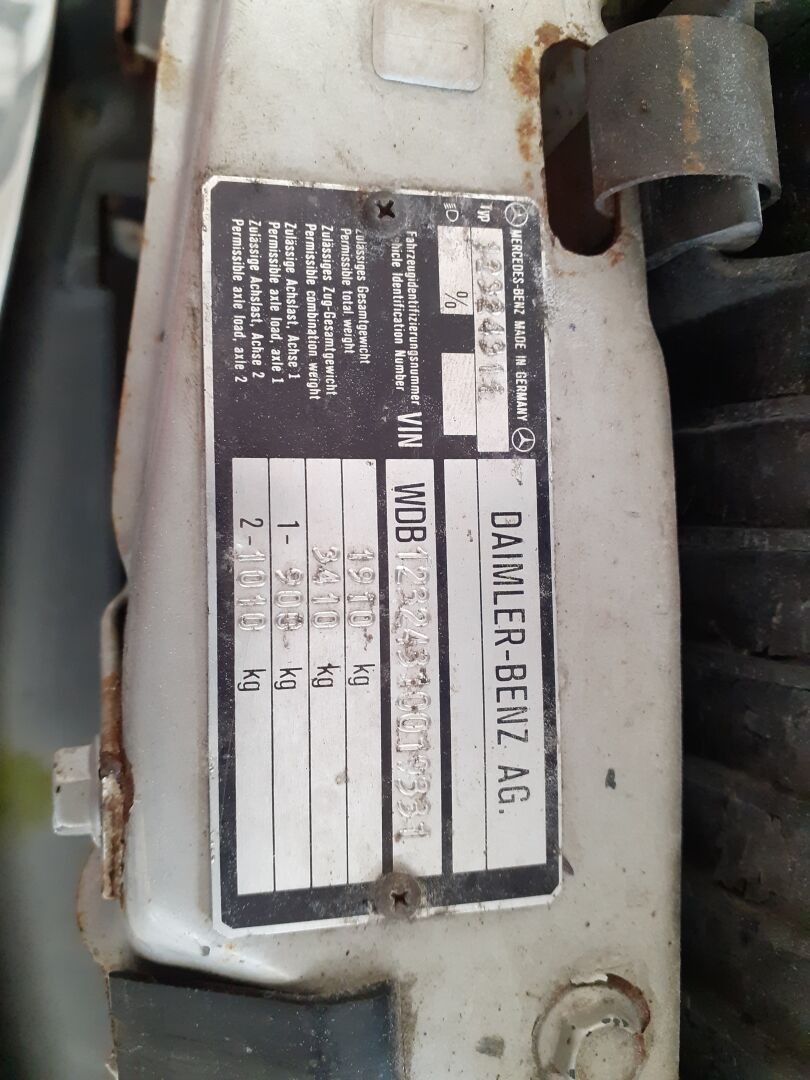 MERCEDES-BENZ MADE IN GERMANY
Typ
%
DAIMLER-BENZ AG.
Fahrzeugidentifizierungsnummer
Vehicle Identification Number
VIN WDB12324310019331
Zulässiges Gesamtgewicht
Permissible total weight
1910 kg
Zulässiges Zug-Gesamtgewicht
Permissible combination weight
3410 kg
Zulässige Achslast, Achse 1
Permissible axle load, axle 1
1- 900 kg
Zulässige Achslast, Achse 2
Permissible axle load, axle 2
2-1010 kg